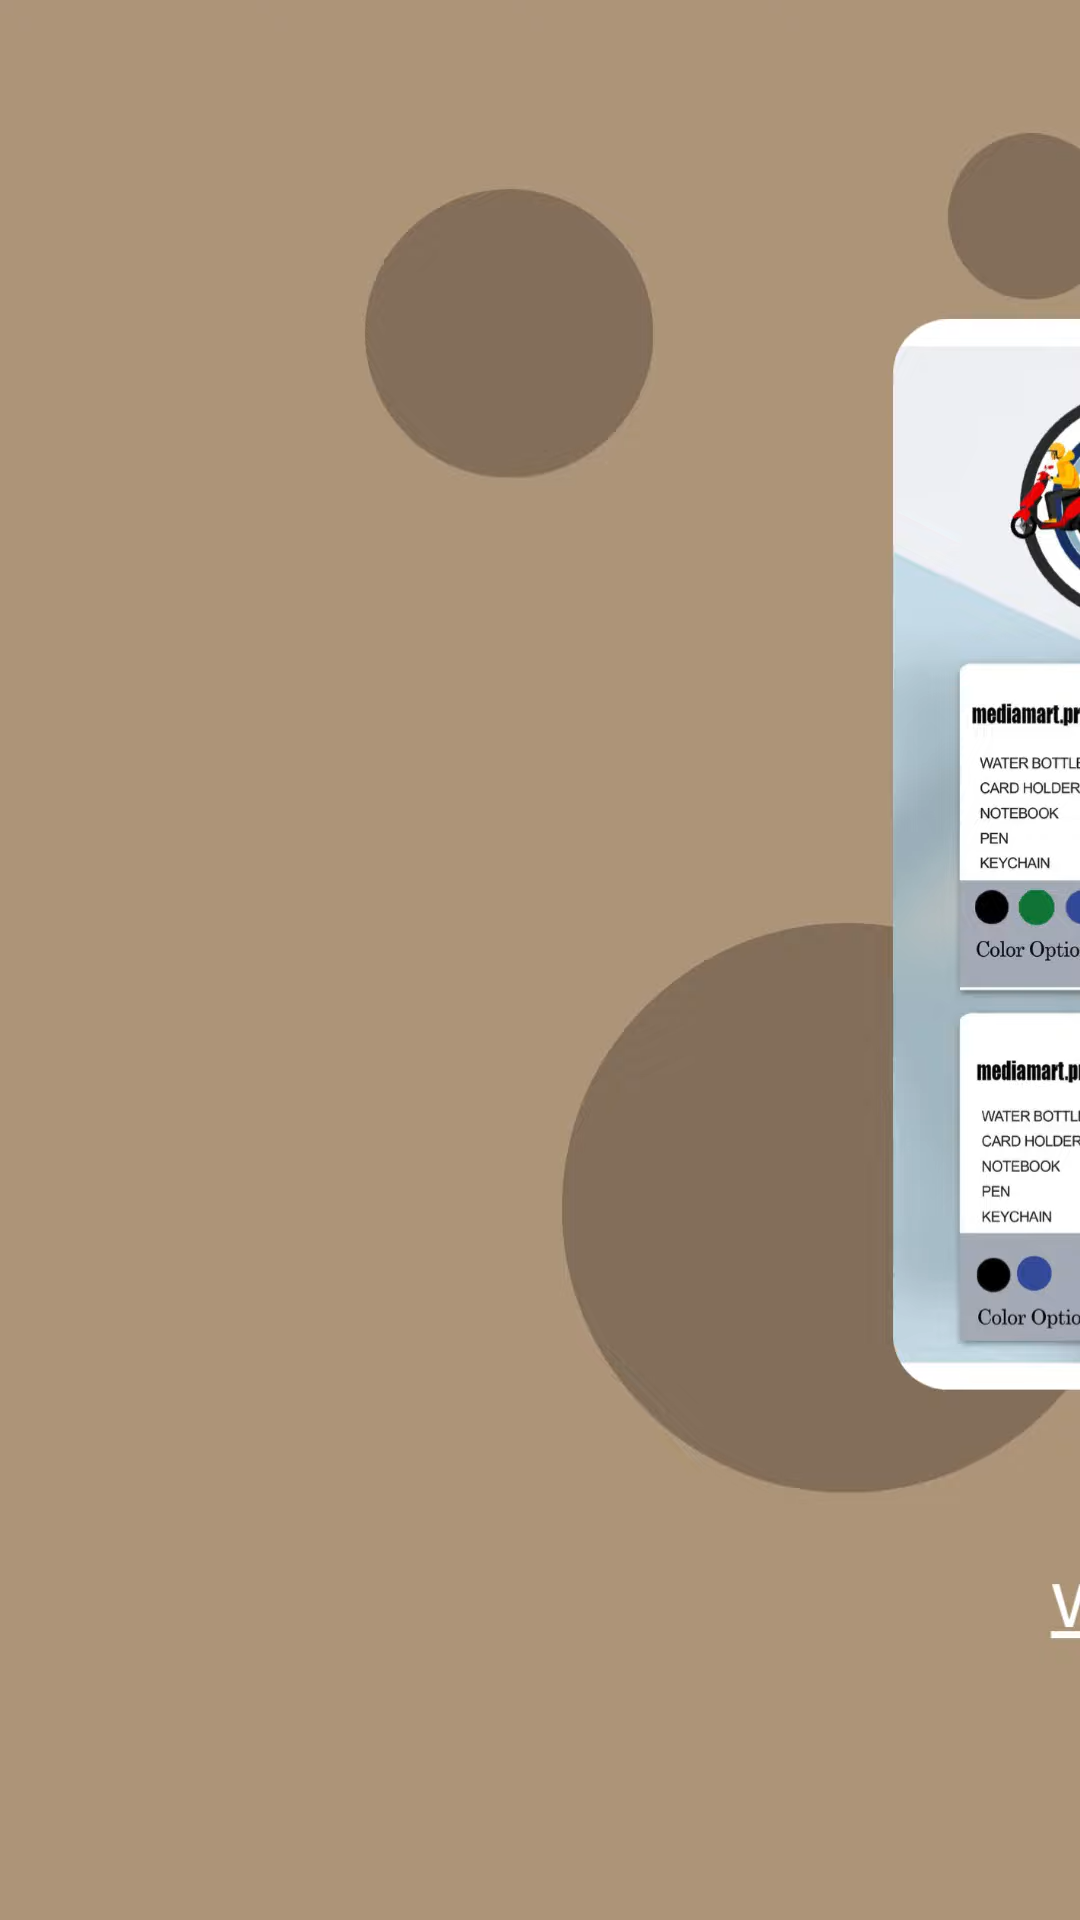 mediamart.pr
WATER BOTTLE
CARD HOLDER
NOTEBOOK
PEN
KEYCHAIN
Color Optio
mediamart.pr
WATER BOTTL
CARD HOLDER
NOTEBOOK
PEN
KEYCHAIN
Color Optio